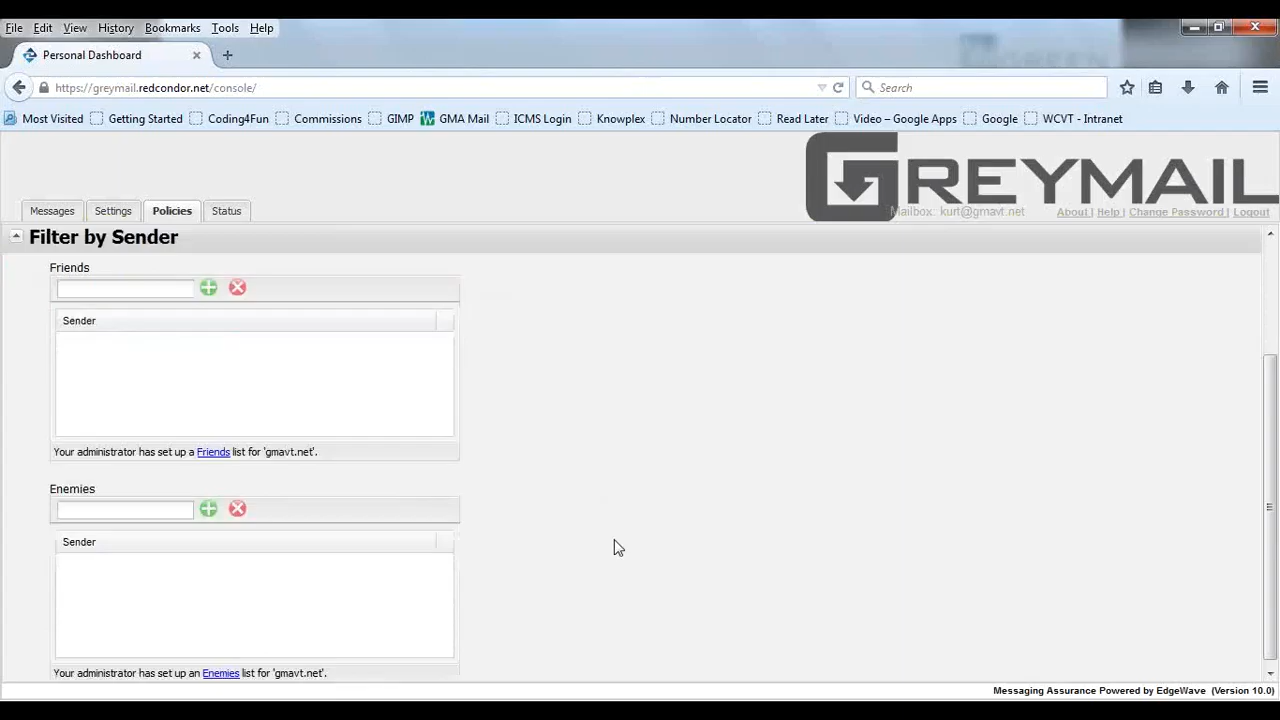 File Edit View History Bookmarks Tools Help
Personal Dashboard
https://greymail.redcondor.net/console/ Search
Most Visited Getting Started Coding4Fun Commissions GIMP GMA Mail ICMS Login Knowplex Number Locator Read Later Video – Google Apps Google WCVT - Intranet
GREYMAIL
Messages Settings Policies Status Mailbox: kurt@gmavt.net About | Help | Change Password | Logout
Filter by Sender
Friends
Sender
Your administrator has set up a Friends list for 'gmavt.net'.
Enemies
Sender
Your administrator has set up an Enemies list for 'gmavt.net'.
Messaging Assurance Powered by EdgeWave (Version 10.0)